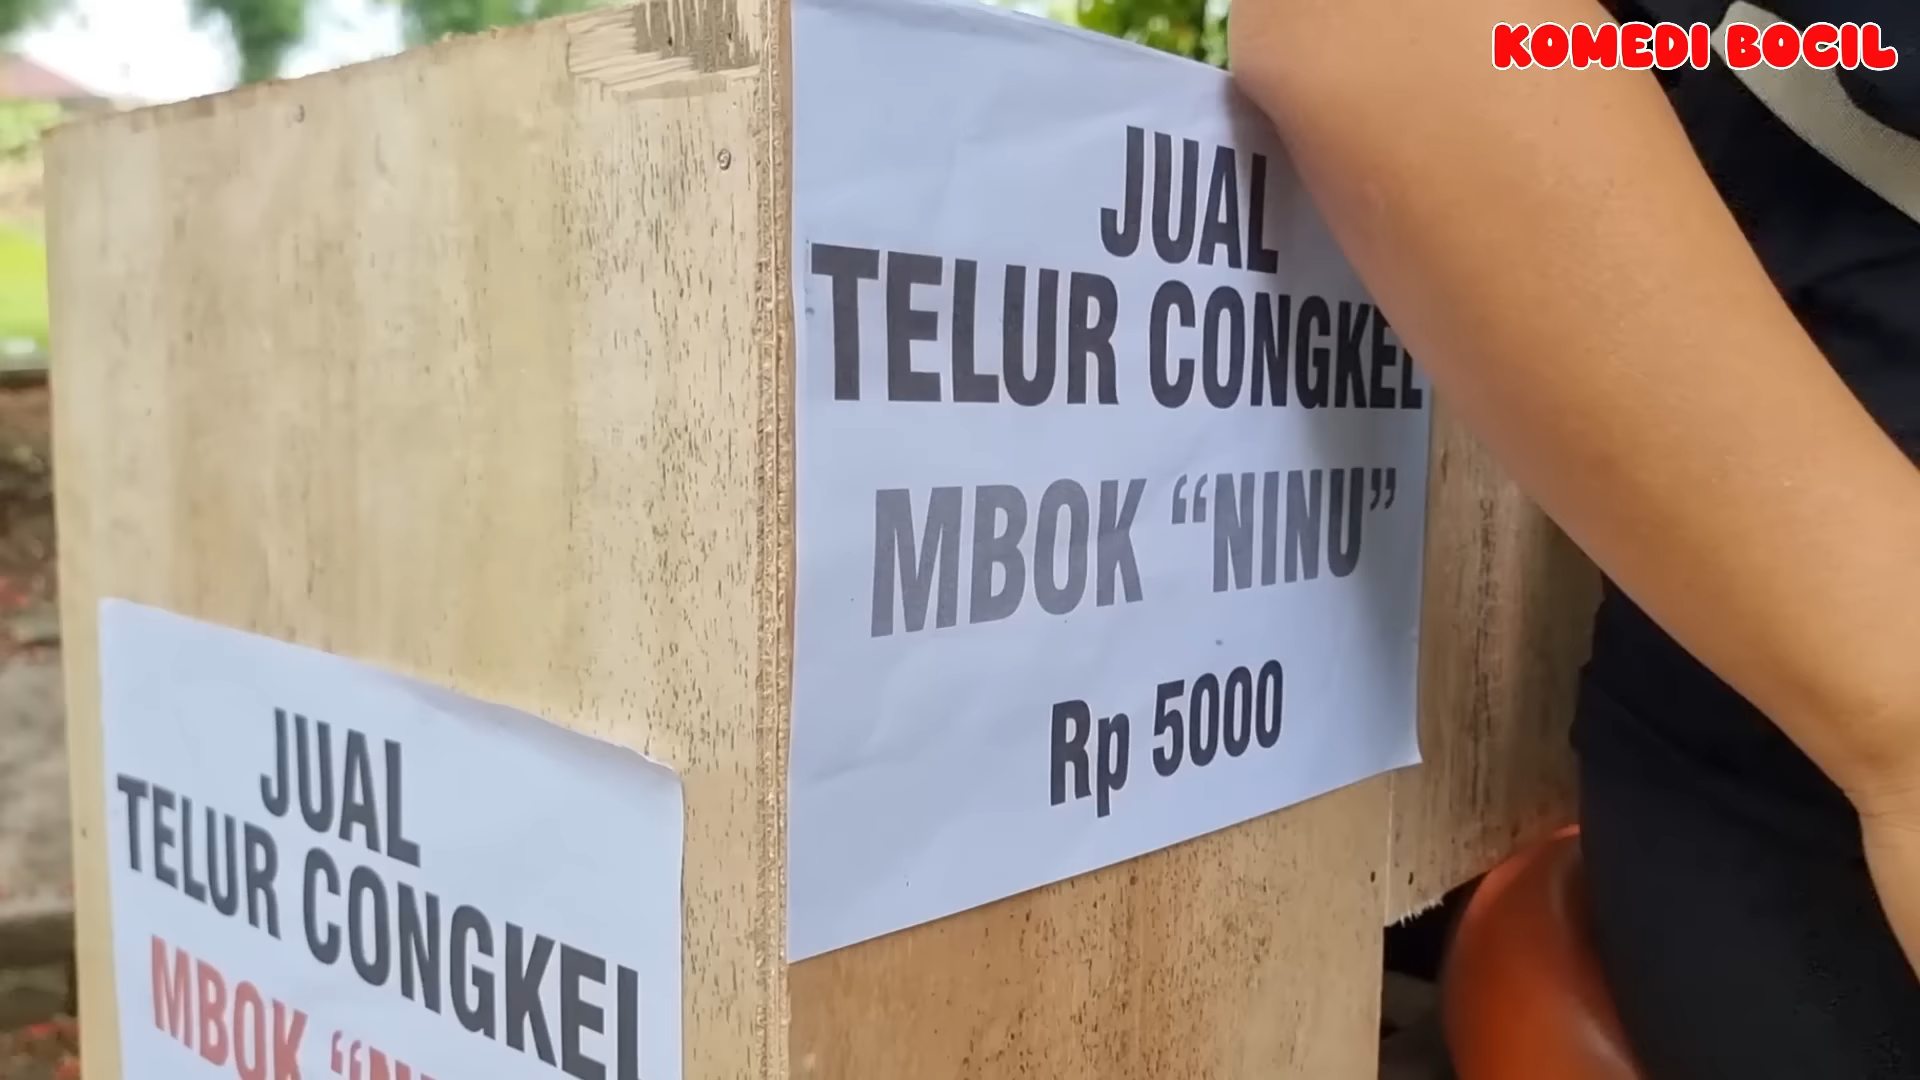 KOMEDI BOCIL
JUAL
TELUR CONGKEL
MBOK “NINU”
Rp 5000
JUAL
TELUR CONGKEL
MBOK